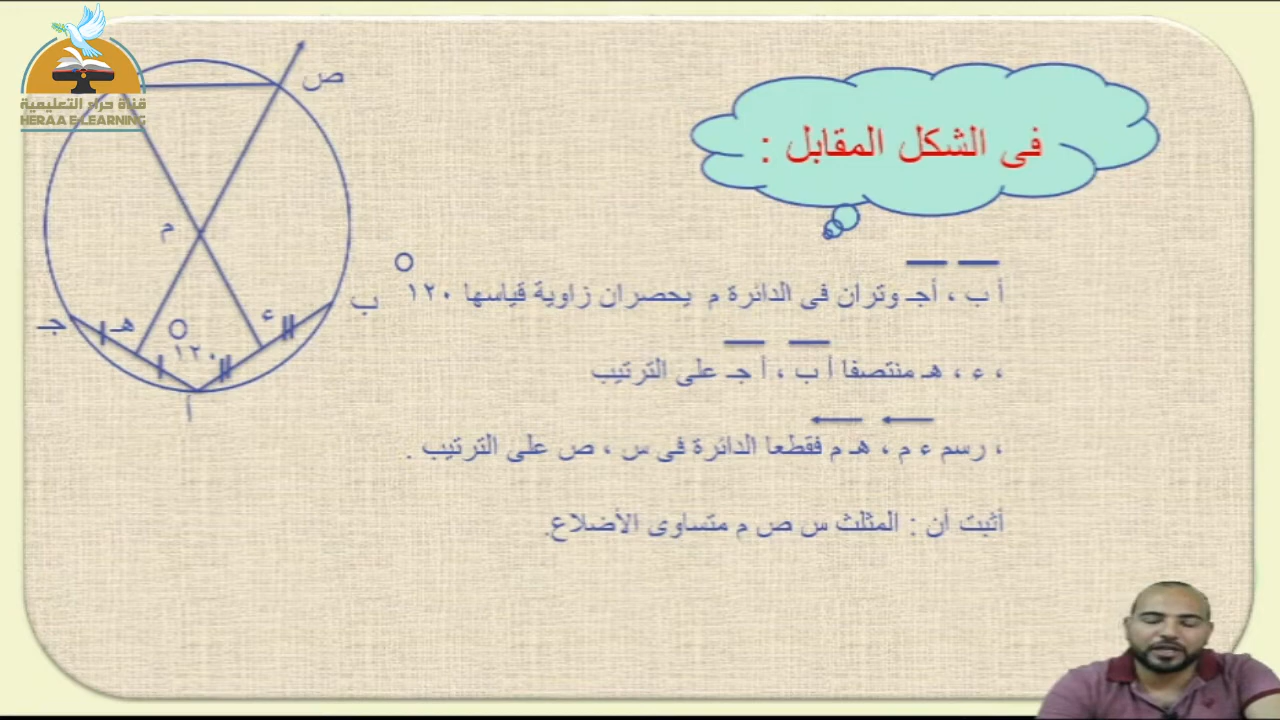 قناة حراء التعليمية
HERAA E-LEARNING
فى الشكل المقابل :
أ ب ، أجـ وتران فى الدائرة م يحصران زاوية قياسها ١٢٠
، ء ، هـ منتصفا أ ب ، أ جـ على الترتيب
، رسم ء م ، هـ م فقطعا الدائرة فى س ، ص على الترتيب .
أثبت أن : المثلث س ص م متساوى الأضلاع.
ص
م
ب
ء
هـ
جـ
١٢٠
أ